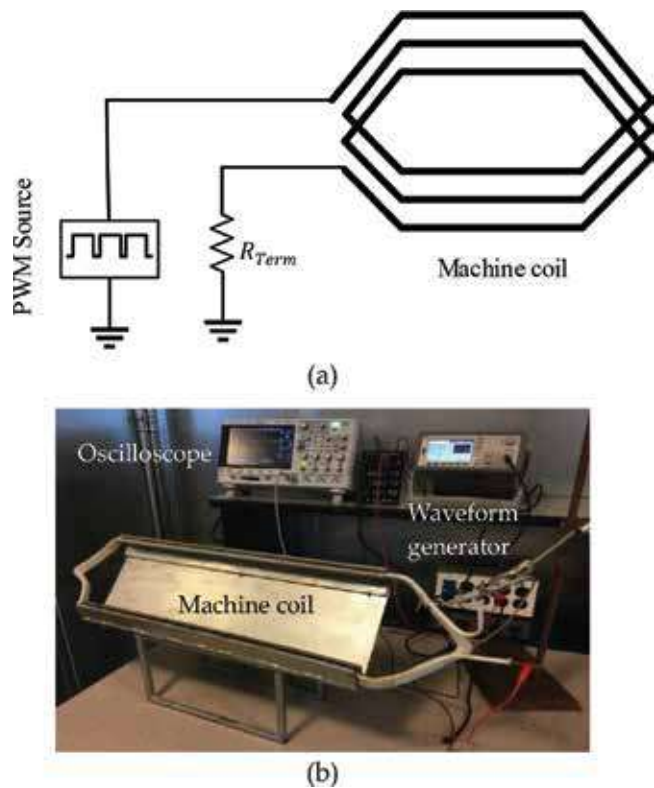 PWM Source
R_Term
Machine coil
(a)
Oscilloscope
Waveform
generator
Machine coil
(b)